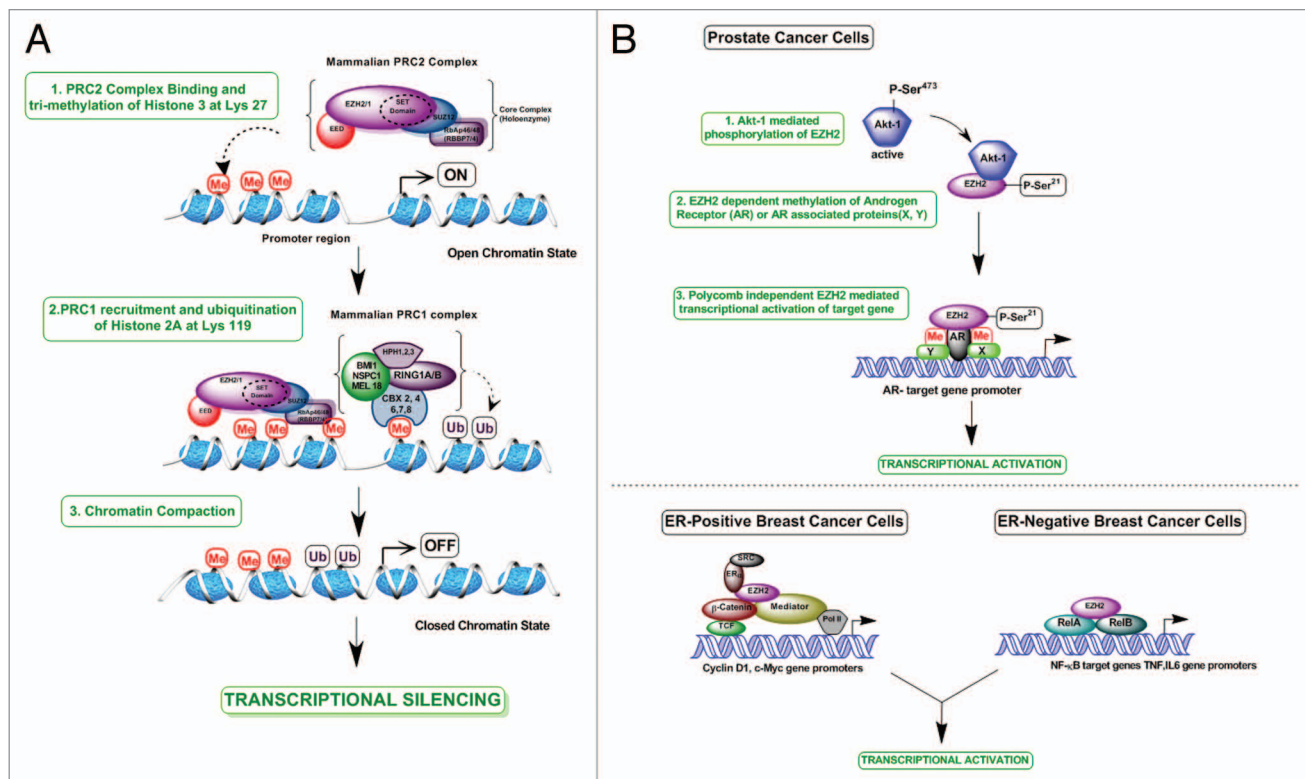 A
Mammalian PRC2 Complex
1. PRC2 Complex Binding and
tri-methylation of Histone 3 at Lys 27
EZH2/1
SET
Domain
SUZ12
EED
RbAp46/48
(RBBP7/4)
Core Complex
(Holoenzyme)
Me
Me
Me
ON
Promoter region
Open Chromatin State
2.PRC1 recruitment and ubiquitination
of Histone 2A at Lys 119
Mammalian PRC1 complex
HPH1,2,3
BMI1
NSPC1
MEL 18
RING1A/B
CBX 2, 4
6,7,8
EZH2/1
SET
Domain
SUZ12
EED
RbAp46/48
(RBBP7/4)
Me
Me
Me
Me
Ub
Ub
3. Chromatin Compaction
Me
Me
Me
Ub
Ub
OFF
Closed Chromatin State
TRANSCRIPTIONAL SILENCING
B
Prostate Cancer Cells
P-Ser473
1. Akt-1 mediated
phosphorylation of EZH2
Akt-1
active
Akt-1
EZH2
P-Ser21
2. EZH2 dependent methylation of Androgen
Receptor (AR) or AR associated proteins(X, Y)
3. Polycomb independent EZH2 mediated
transcriptional activation of target gene
EZH2
P-Ser21
Me
AR
Me
Y
X
AR- target gene promoter
TRANSCRIPTIONAL ACTIVATION
ER-Positive Breast Cancer Cells
SRC
ERα
EZH2
β-Catenin
Mediator
TCF
Pol II
Cyclin D1, c-Myc gene promoters
ER-Negative Breast Cancer Cells
EZH2
RelA
RelB
NF-κB target genes TNF,IL6 gene promoters
TRANSCRIPTIONAL ACTIVATION